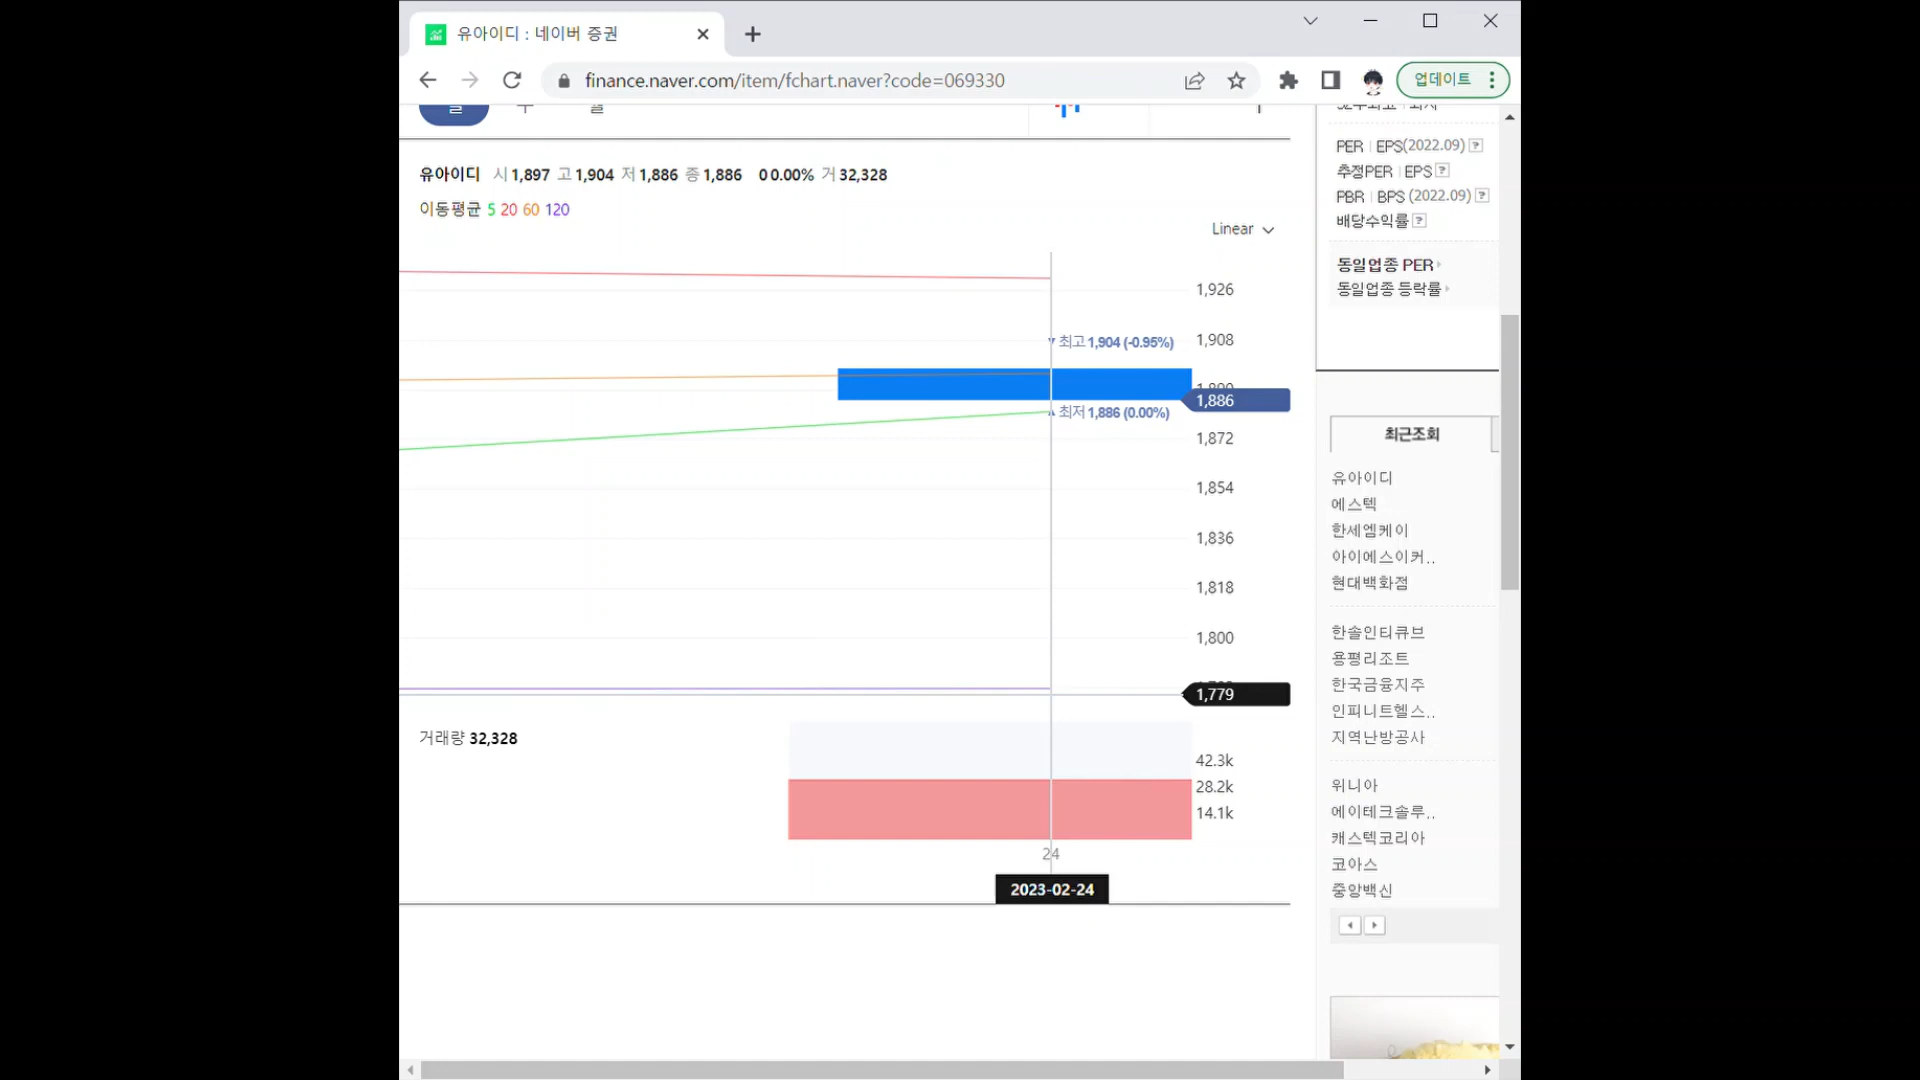 유아이디 : 네이버 증권
finance.naver.com/item/fchart.naver?code=069330
업데이트
유아이디 시 1,897 고 1,904 저 1,886 종 1,886 0 0.00% 거 32,328
이동평균 5 20 60 120
Linear
1,926
최고 1,904 (-0.95%)
1,908
1,886
최저 1,886 (0.00%)
1,872
1,854
1,836
1,818
1,800
1,779
거래량 32,328
42.3k
28.2k
14.1k
24
2023-02-24
PER EPS(2022.09) ?
추정PER EPS ?
PBR BPS (2022.09) ?
배당수익률 ?
동일업종 PER
동일업종 등락률
최근조회
유아이디
에스텍
한세엠케이
아이에스이커..
현대백화점
한솔인티큐브
용평리조트
한국금융지주
인피니트헬스..
지역난방공사
위니아
에이테크솔루..
캐스텍코리아
코아스
중앙백신